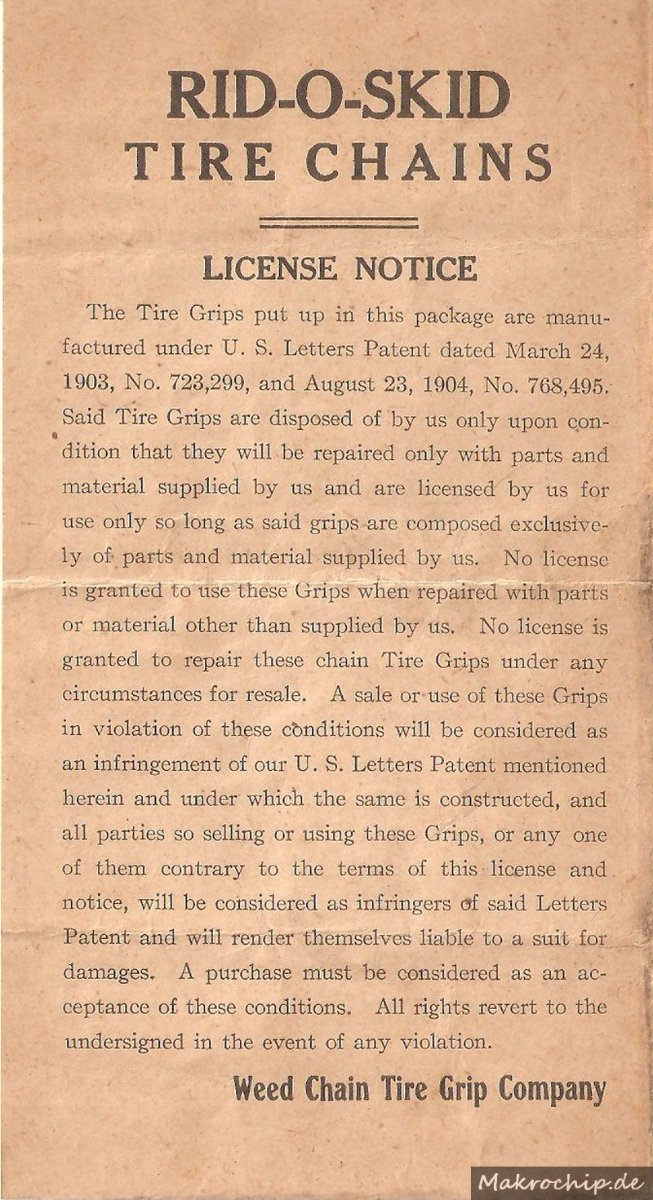 RID-O-SKID
TIRE CHAINS
LICENSE NOTICE
The Tire Grips put up in this package are manu-
factured under U. S. Letters Patent dated March 24,
1903, No. 723,299, and August 23, 1904, No. 768,495.
Said Tire Grips are disposed of by us only upon con-
dition that they will be repaired only with parts and
material supplied by us and are licensed by us for
use only so long as said grips are composed exclusive-
ly of parts and material supplied by us. No license
is granted to use these Grips when repaired with parts
or material other than supplied by us. No license is
granted to repair these chain Tire Grips under any
circumstances for resale. A sale or use of these Grips
in violation of these conditions will be considered as
an infringement of our U. S. Letters Patent mentioned
herein and under which the same is constructed, and
all parties so selling or using these Grips, or any one
of them contrary to the terms of this license and
notice, will be considered as infringers of said Letters
Patent and will render themselves liable to a suit for
damages. A purchase must be considered as an ac-
ceptance of these conditions. All rights revert to the
undersigned in the event of any violation.
Weed Chain Tire Grip Company
Makrochip.de